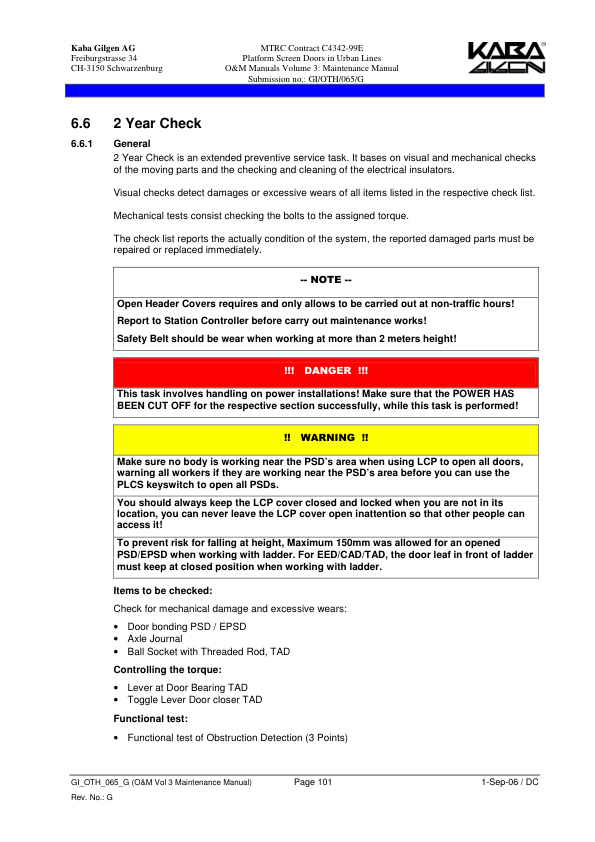 Kaba Gilgen AG
Freiburgstrasse 34
CH-3150 Schwarzenburg
MTRC Contract C4342-99E
Platform Screen Doors in Urban Lines
O&M Manuals Volume 3: Maintenance Manual
Submission no.: GI/OTH/065/G
KABA®
GILGEN
6.6 2 Year Check
6.6.1 General
2 Year Check is an extended preventive service task. It bases on visual and mechanical checks
of the moving parts and the checking and cleaning of the electrical insulators.
Visual checks detect damages or excessive wears of all items listed in the respective check list.
Mechanical tests consist checking the bolts to the assigned torque.
The check list reports the actually condition of the system, the reported damaged parts must be
repaired or replaced immediately.
-- NOTE --
Open Header Covers requires and only allows to be carried out at non-traffic hours!
Report to Station Controller before carry out maintenance works!
Safety Belt should be wear when working at more than 2 meters height!
!!! DANGER !!!
This task involves handling on power installations! Make sure that the POWER HAS
BEEN CUT OFF for the respective section successfully, while this task is performed!
!! WARNING !!
Make sure no body is working near the PSD's area when using LCP to open all doors,
warning all workers if they are working near the PSD's area before you can use the
PLCS keyswitch to open all PSDs.
You should always keep the LCP cover closed and locked when you are not in its
location, you can never leave the LCP cover open inattention so that other people can
access it!
To prevent risk for falling at height, Maximum 150mm was allowed for an opened
PSD/EPSD when working with ladder. For EED/CAD/TAD, the door leaf in front of ladder
must keep at closed position when working with ladder.
Items to be checked:
Check for mechanical damage and excessive wears:
• Door bonding PSD / EPSD
• Axle Journal
• Ball Socket with Threaded Rod, TAD
Controlling the torque:
• Lever at Door Bearing TAD
• Toggle Lever Door closer TAD
Functional test:
• Functional test of Obstruction Detection (3 Points)
GI_OTH_065_G (O&M Vol 3 Maintenance Manual) Page 101 1-Sep-06 / DC
Rev. No.: G